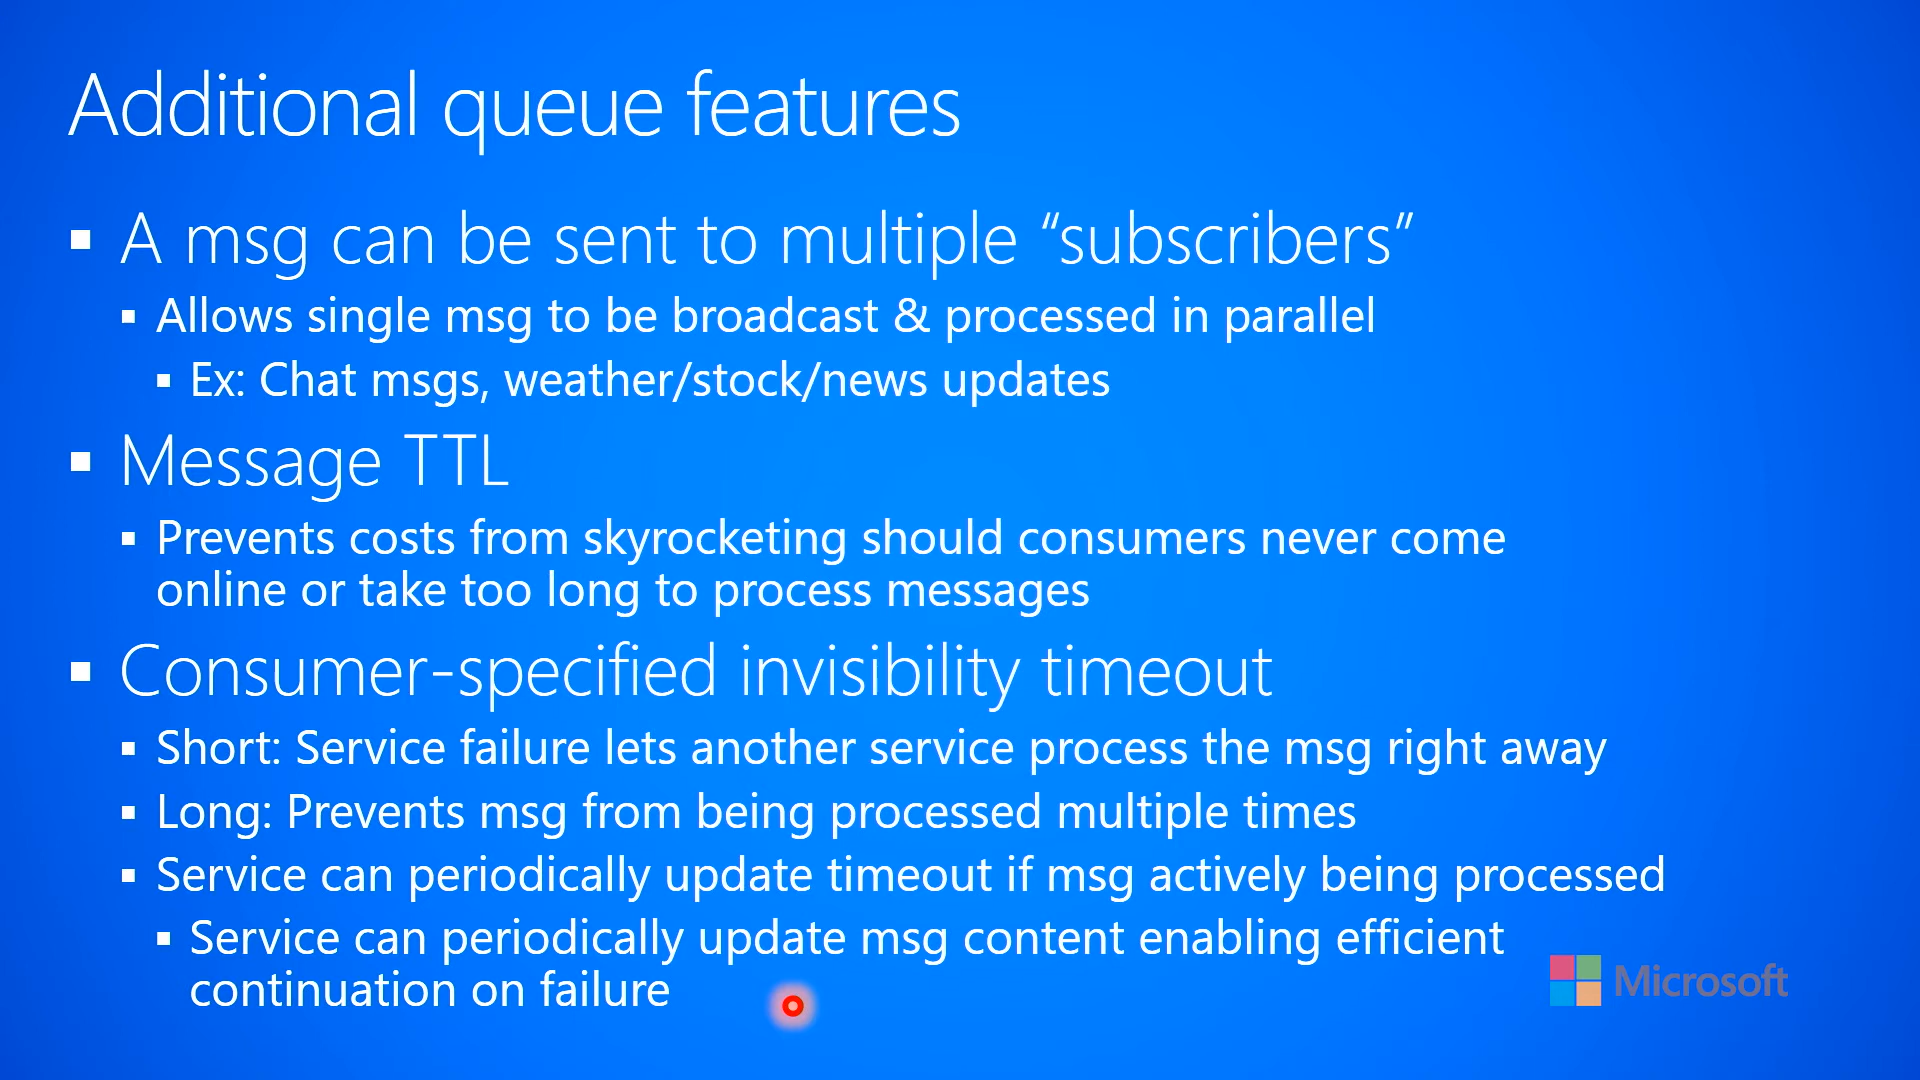 Additional queue features
▪ A msg can be sent to multiple “subscribers”
▪ Allows single msg to be broadcast & processed in parallel
▪ Ex: Chat msgs, weather/stock/news updates
▪ Message TTL
▪ Prevents costs from skyrocketing should consumers never come
online or take too long to process messages
▪ Consumer-specified invisibility timeout
▪ Short: Service failure lets another service process the msg right away
▪ Long: Prevents msg from being processed multiple times
▪ Service can periodically update timeout if msg actively being processed
▪ Service can periodically update msg content enabling efficient
continuation on failure
Microsoft